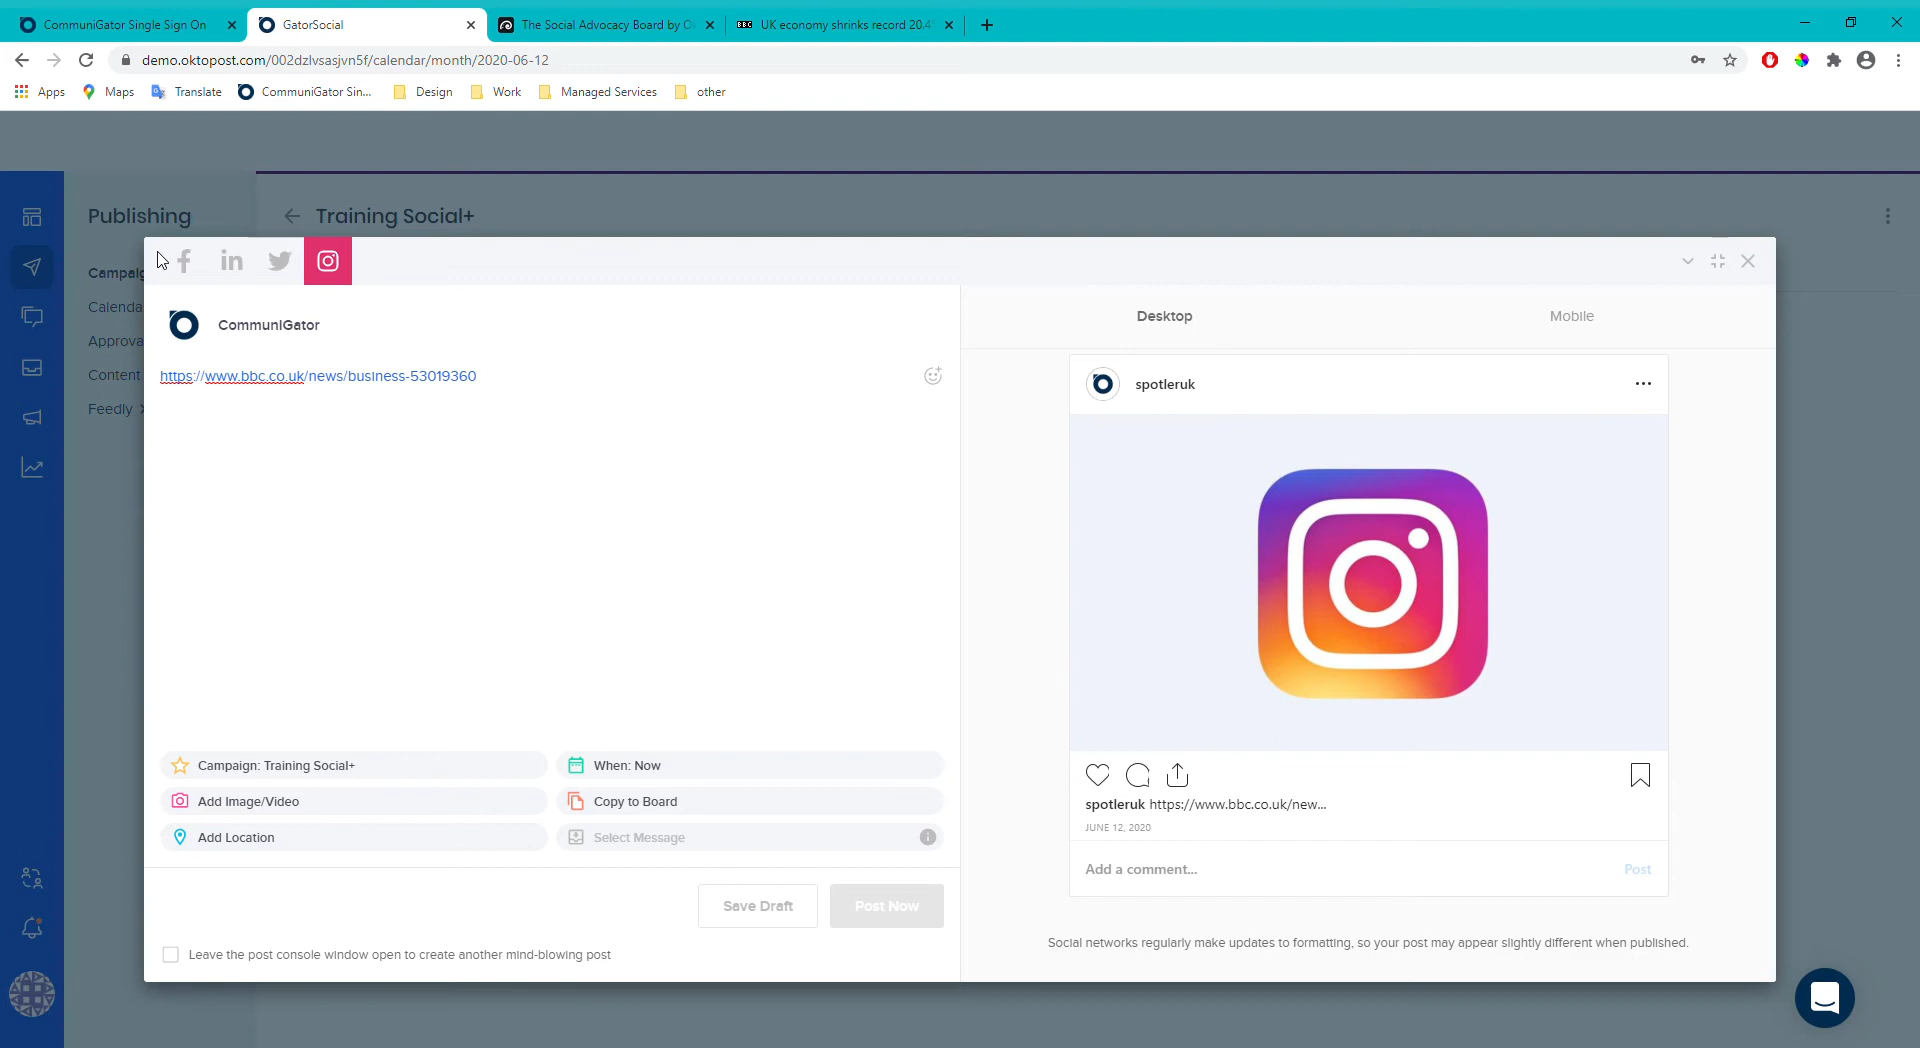 CommuniGator Single Sign On
GatorSocial
The Social Advocacy Board by O
UK economy shrinks record 20.4
demo.oktopost.com/002dzlvsasjvn5f/calendar/month/2020-06-12
Apps
Maps
Translate
CommuniGator Sin...
Design
Work
Managed Services
other
Publishing
Training Social+
Campaig
Calenda
Approva
Content
Feedly
CommuniGator
https://www.bbc.co.uk/news/business-53019360
Campaign: Training Social+
When: Now
Add Image/Video
Copy to Board
Add Location
Select Message
Save Draft
Post Now
Leave the post console window open to create another mind-blowing post
Desktop
Mobile
spotleruk
spotleruk https://www.bbc.co.uk/new...
JUNE 12, 2020
Add a comment...
Post
Social networks regularly make updates to formatting, so your post may appear slightly different when published.